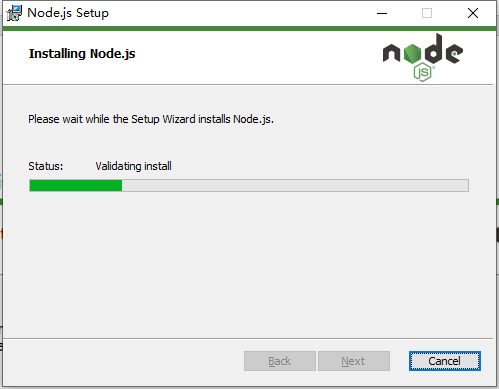 Node.js Setup
Installing Node.js
node
JS
Please wait while the Setup Wizard installs Node.js.
Status: Validating install
Back Next Cancel